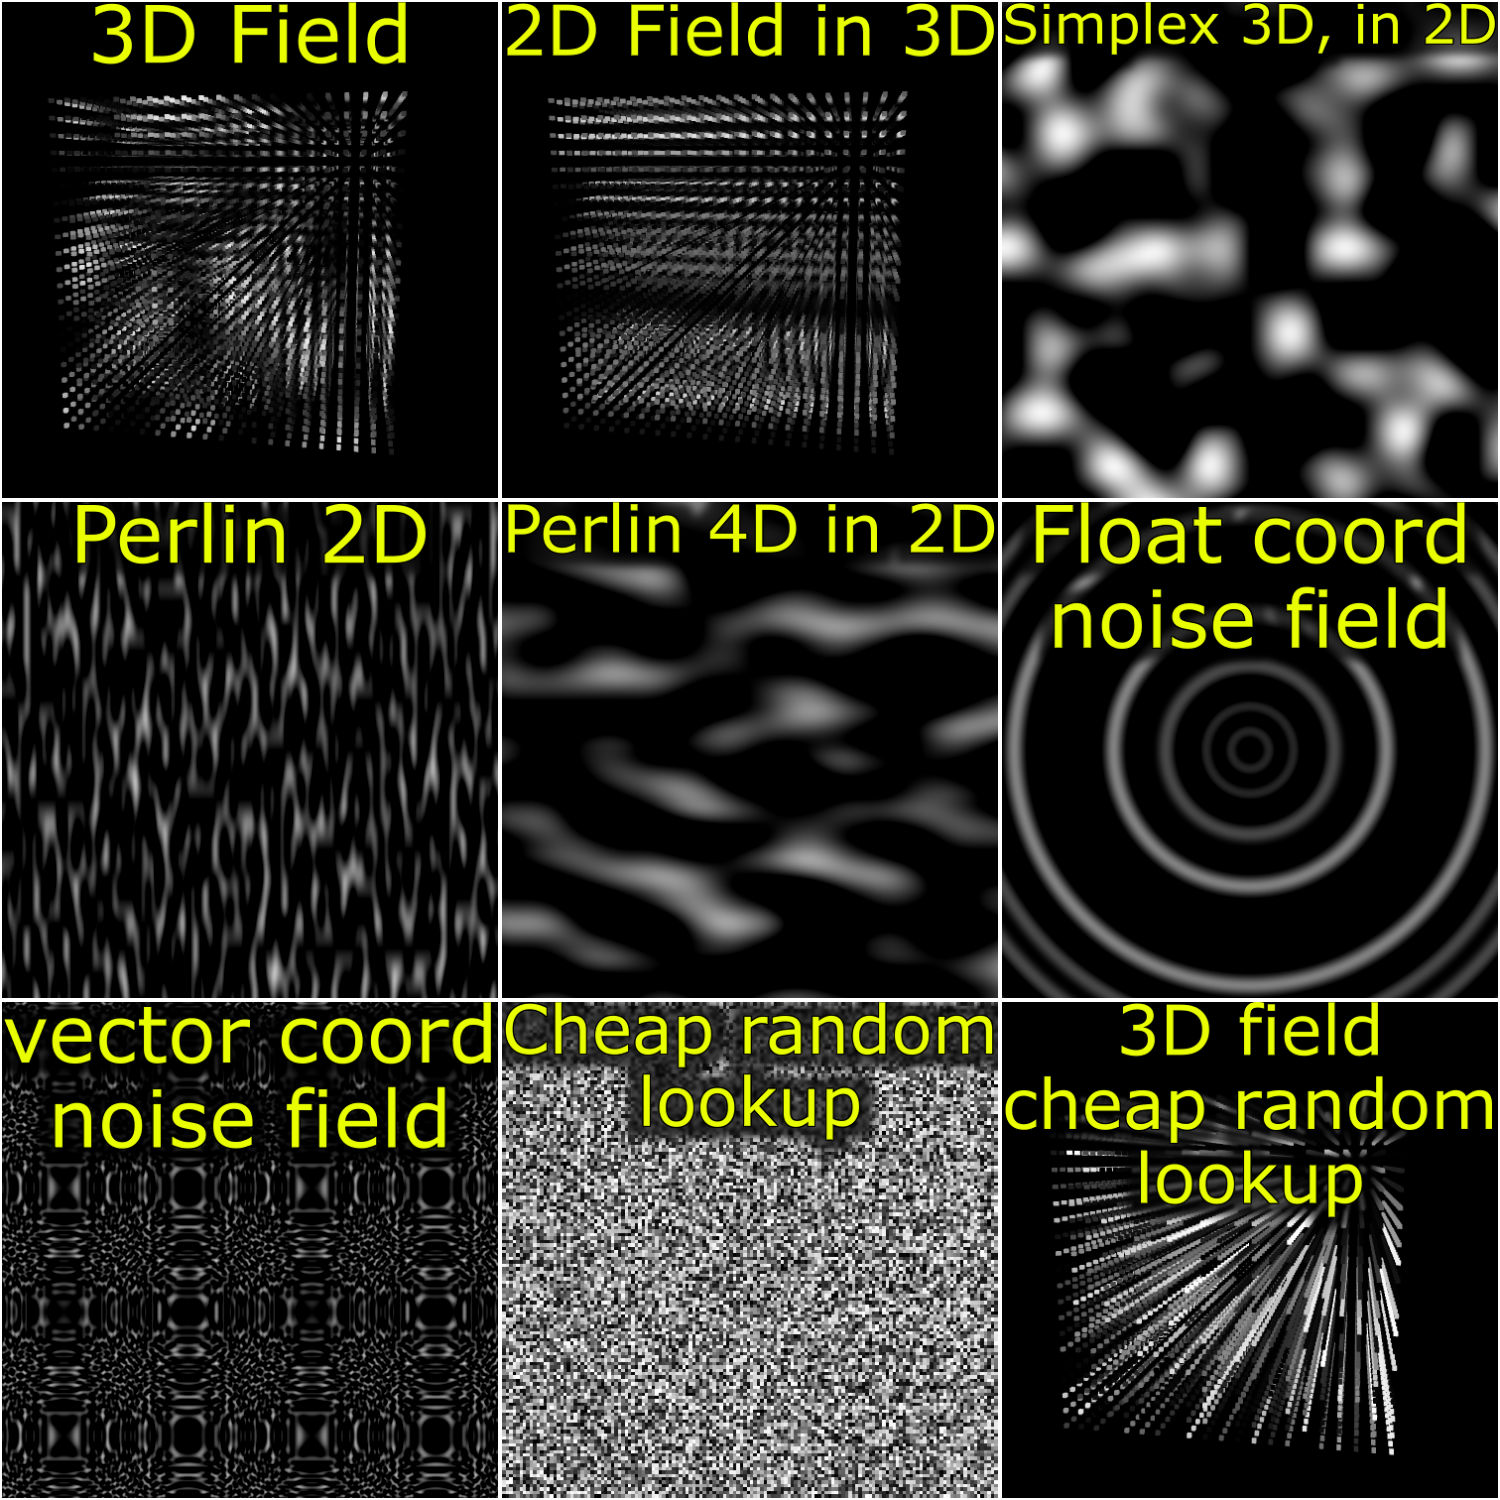 3D Field
2D Field in 3D
Simplex 3D, in 2D
Perlin 2D
Perlin 4D in 2D
Float coord
noise field
vector coord
noise field
Cheap random
lookup
3D field
cheap random
lookup